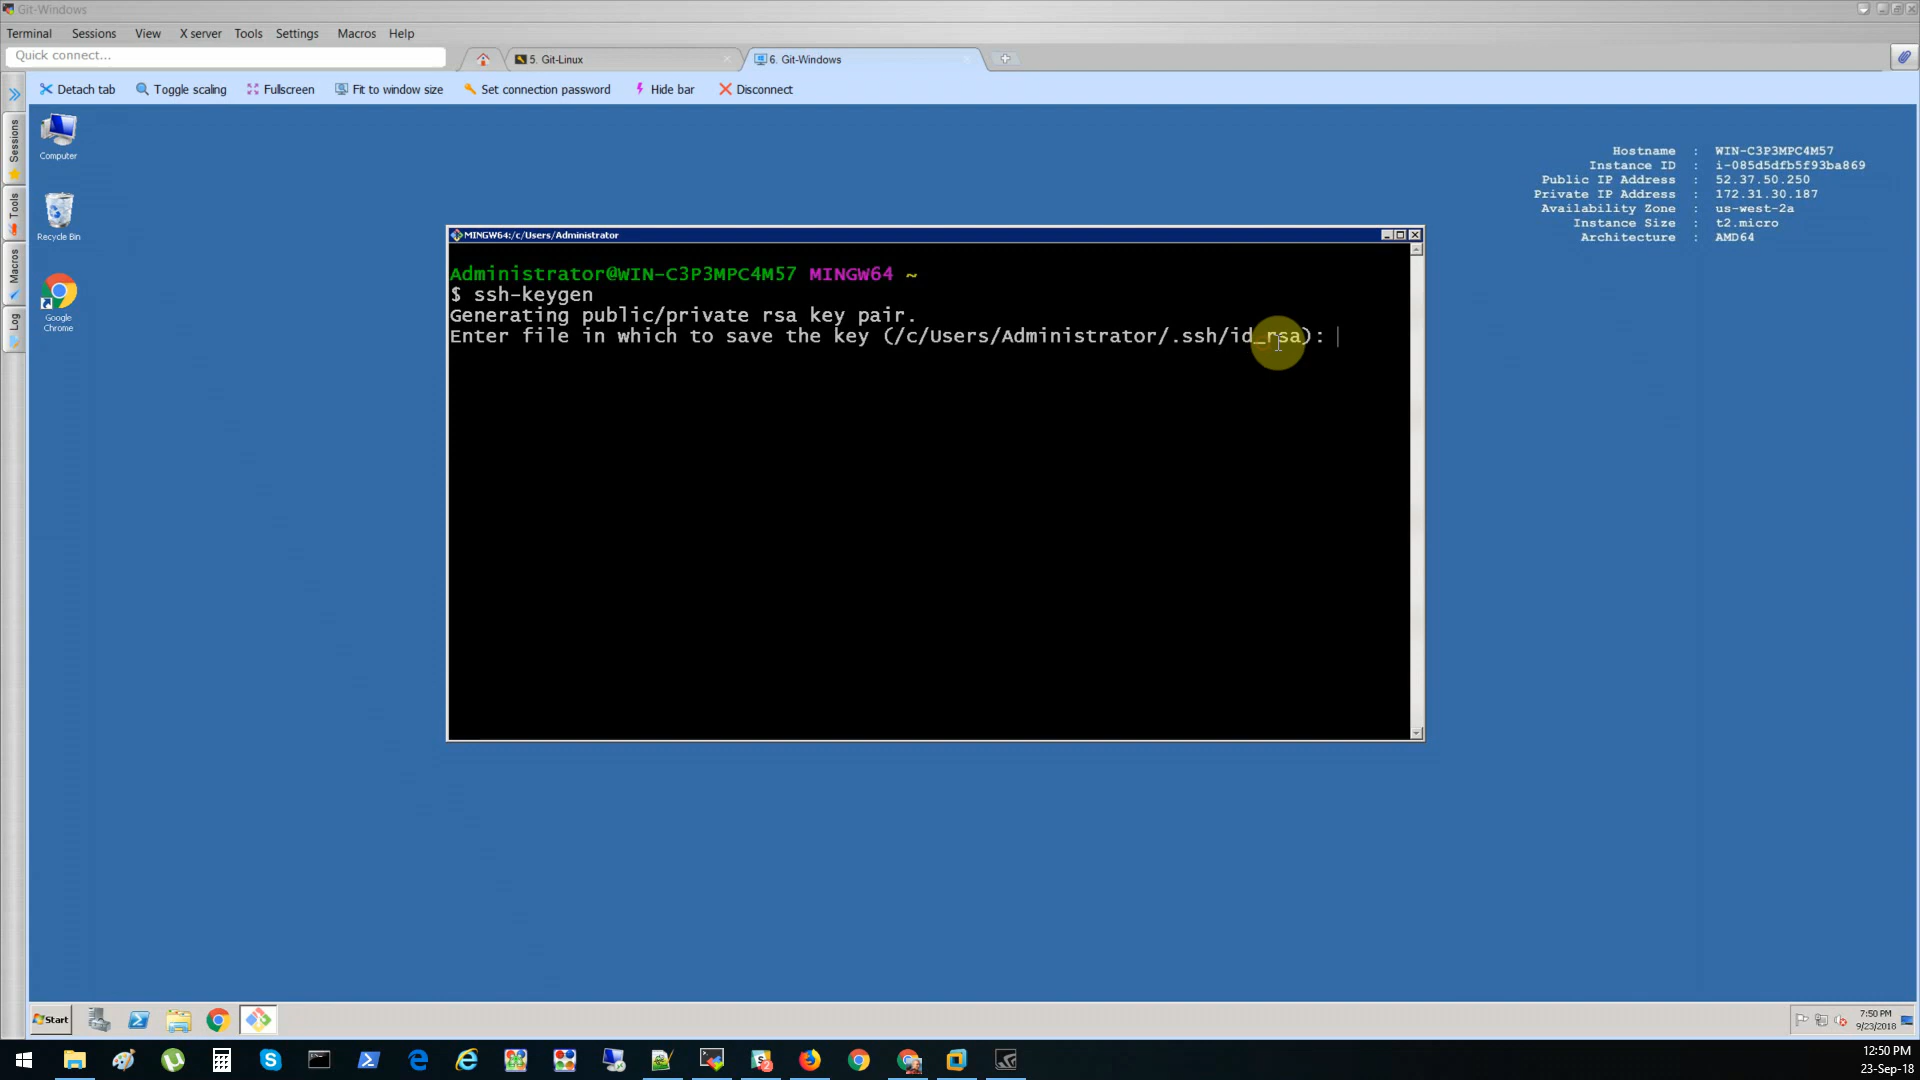 Git-Windows
Terminal Sessions View X server Tools Settings Macros Help
Quick connect...
5. Git-Linux
6. Git-Windows
Detach tab Toggle scaling Fullscreen Fit to window size Set connection password Hide bar Disconnect
Sessions
Tools
Macros
Log
Computer
Recycle Bin
Google Chrome
Hostname : WIN-C3P3MPC4M57
Instance ID : i-085d5dfb5f93ba869
Public IP Address : 52.37.50.250
Private IP Address : 172.31.30.187
Availability Zone : us-west-2a
Instance Size : t2.micro
Architecture : AMD64
MINGW64:/c/Users/Administrator
Administrator@WIN-C3P3MPC4M57 MINGW64 ~
$ ssh-keygen
Generating public/private rsa key pair.
Enter file in which to save the key (/c/Users/Administrator/.ssh/id_rsa):
Start
7:50 PM
9/23/2018
12:50 PM
23-Sep-18